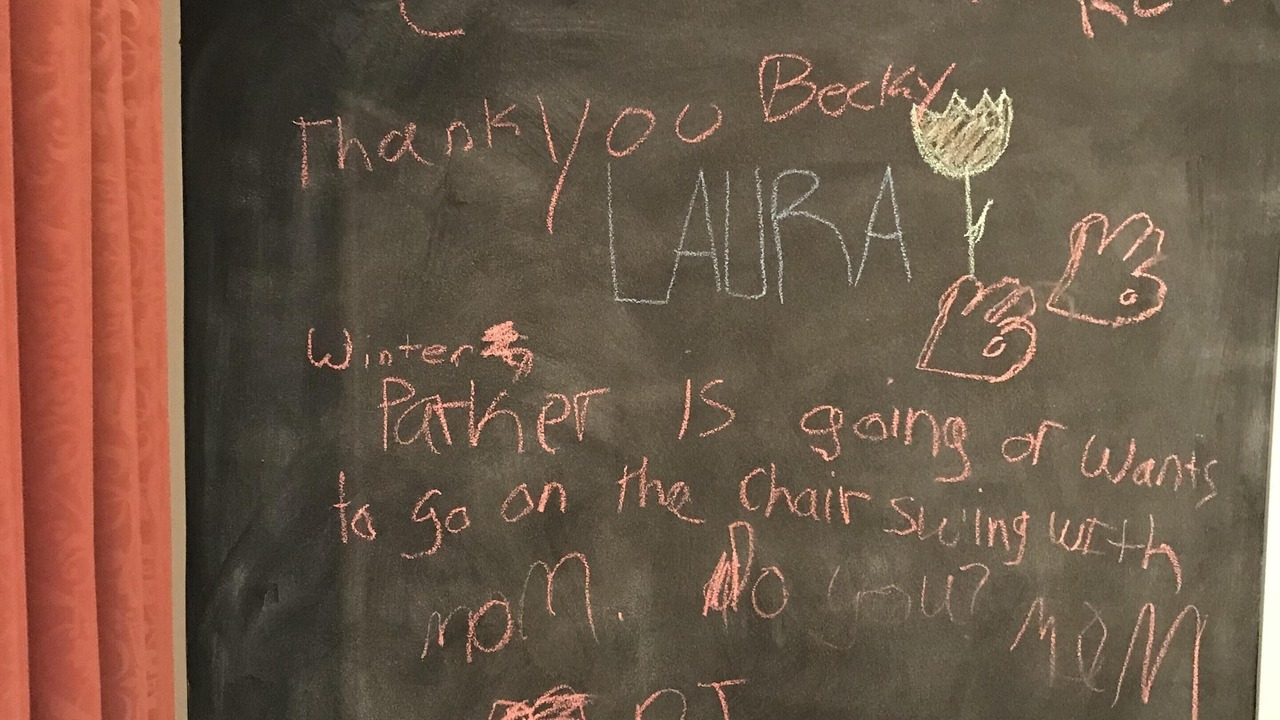 Thank you Becky
LAURA
Winter
Parker is going or wants
to go on the chair swing with
moM. Do you? MoM